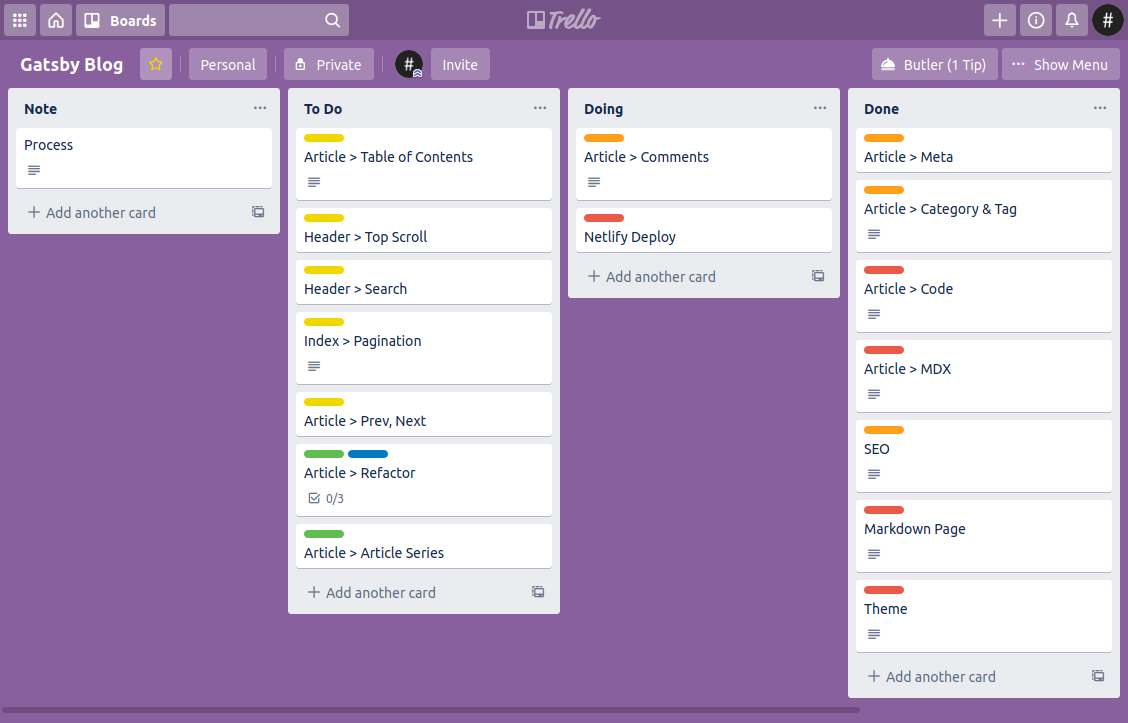 Boards
Trello
#
Gatsby Blog
Personal
Private
#
Invite
Butler (1 Tip)
Show Menu
Note
Process
Add another card
To Do
Article > Table of Contents
Header > Top Scroll
Header > Search
Index > Pagination
Article > Prev, Next
Article > Refactor
0/3
Article > Article Series
Add another card
Doing
Article > Comments
Netlify Deploy
Add another card
Done
Article > Meta
Article > Category & Tag
Article > Code
Article > MDX
SEO
Markdown Page
Theme
Add another card